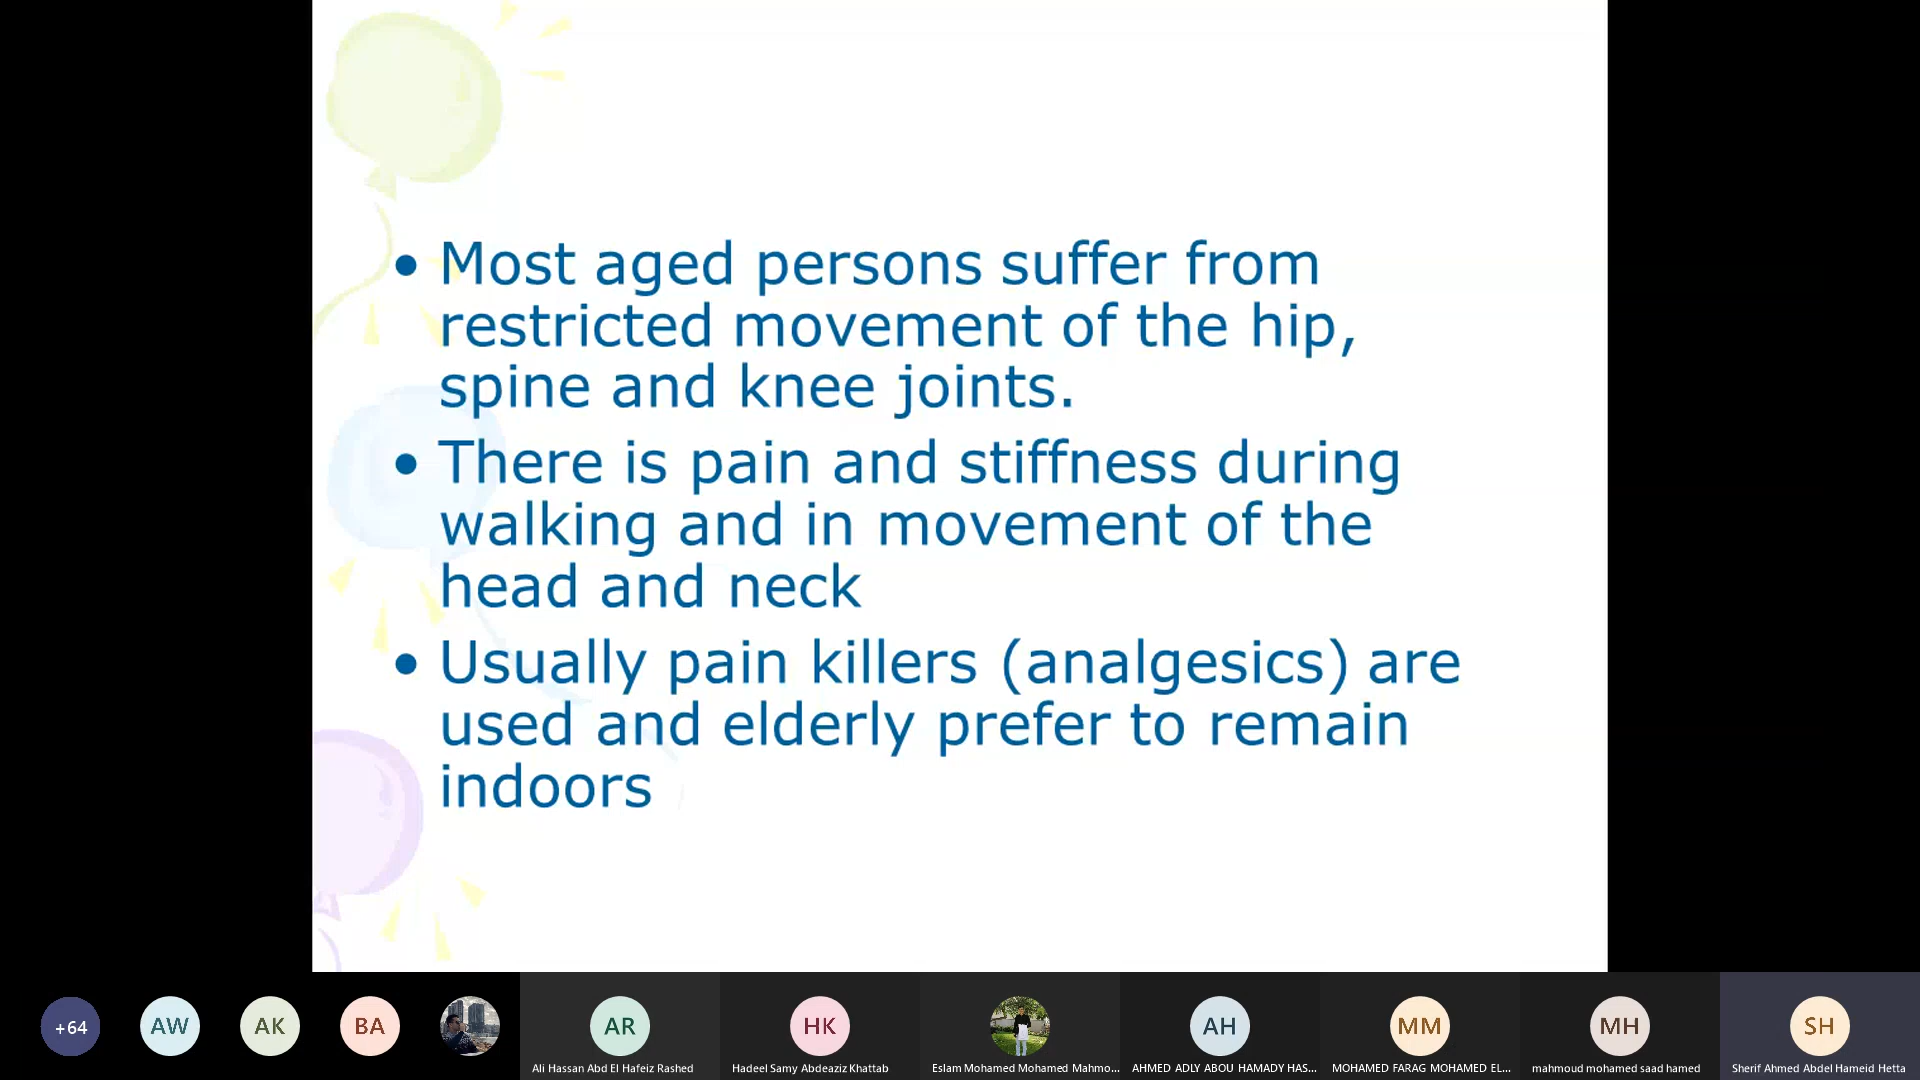 • Most aged persons suffer from
restricted movement of the hip,
spine and knee joints.
• There is pain and stiffness during
walking and in movement of the
head and neck
• Usually pain killers (analgesics) are
used and elderly prefer to remain
indoors
+64
AW
AK
BA
AR
HK
AH
MM
MH
SH
Ali Hassan Abd El Hafeiz Rashed
Hadeel Samy Abdeaziz Khattab
Eslam Mohamed Mohamed Mahmo...
AHMED ADLY ABOU HAMADY HAS...
MOHAMED FARAG MOHAMED EL...
mahmoud mohamed saad hamed
Sherif Ahmed Abdel Hameid Hetta